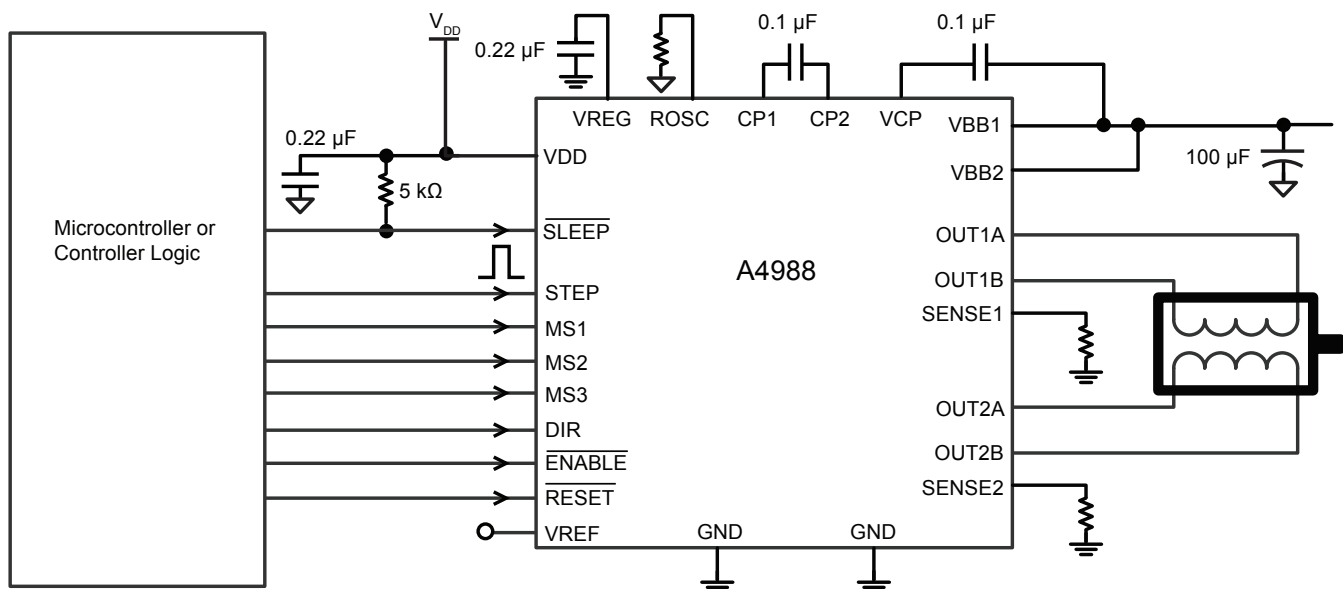 V_DD
0.22 µF
0.1 µF
0.1 µF
VREG
ROSC
CP1
CP2
VCP
VBB1
0.22 µF
VDD
100 µF
VBB2
5 kΩ
Microcontroller or
Controller Logic
SLEEP
OUT1A
A4988
OUT1B
STEP
SENSE1
MS1
MS2
MS3
OUT2A
DIR
OUT2B
ENABLE
SENSE2
RESET
VREF
GND
GND